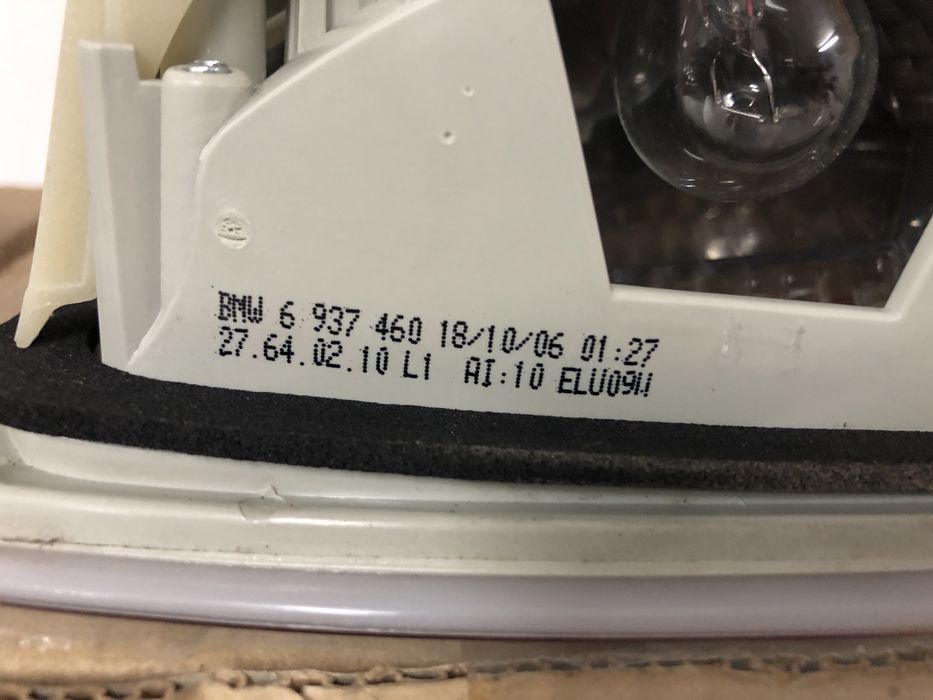 BMW 6 937 460 18/10/06 01:27
27.64.02.10 L1 AI:10 ELU09W